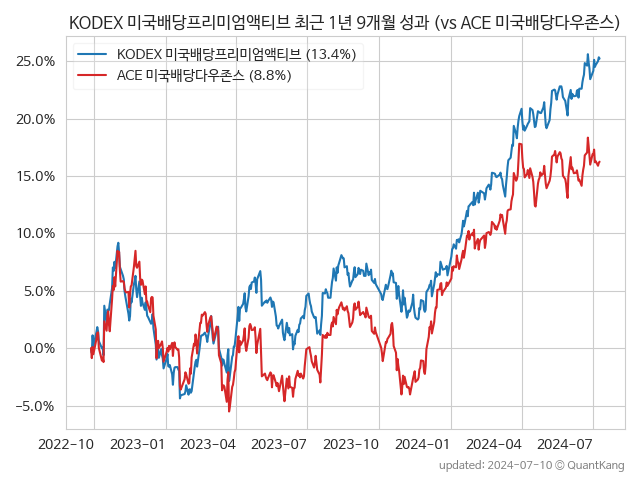 KODEX 미국배당프리미엄액티브 최근 1년 9개월 성과 (vs ACE 미국배당다우존스)
KODEX 미국배당프리미엄액티브 (13.4%)
ACE 미국배당다우존스 (8.8%)
25.0%
20.0%
15.0%
10.0%
5.0%
0.0%
−5.0%
2022-10 2023-01 2023-04 2023-07 2023-10 2024-01 2024-04 2024-07
updated: 2024-07-10 © QuantKang